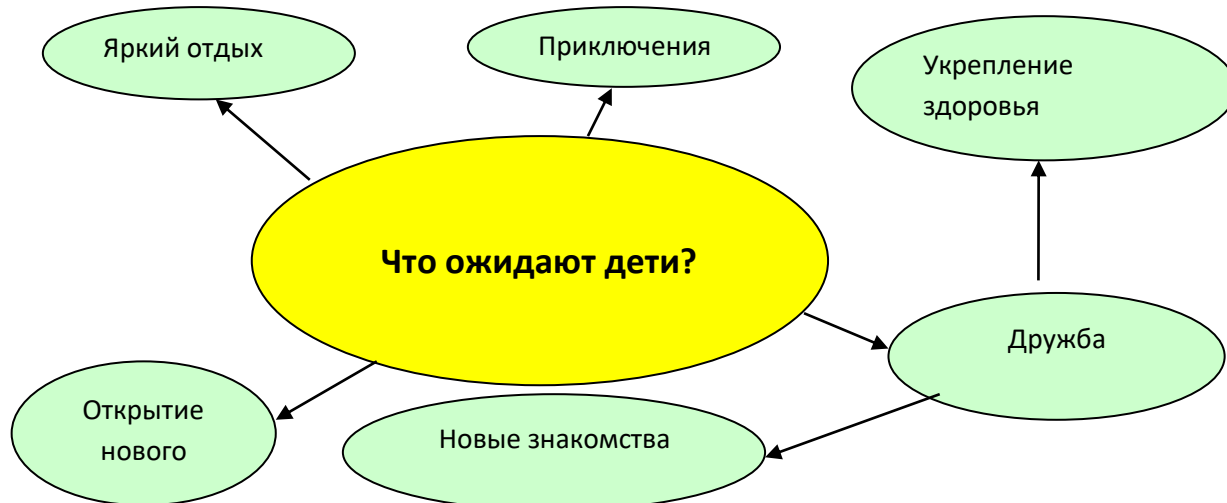 Яркий отдых
Приключения
Укрепление
здоровья
Что ожидают дети?
Дружба
Открытие
нового
Новые знакомства